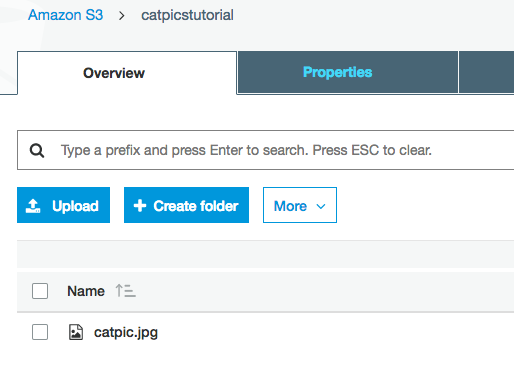 Amazon S3 > catpicstutorial
Overview Properties
Type a prefix and press Enter to search. Press ESC to clear.
Upload Create folder More
Name
catpic.jpg